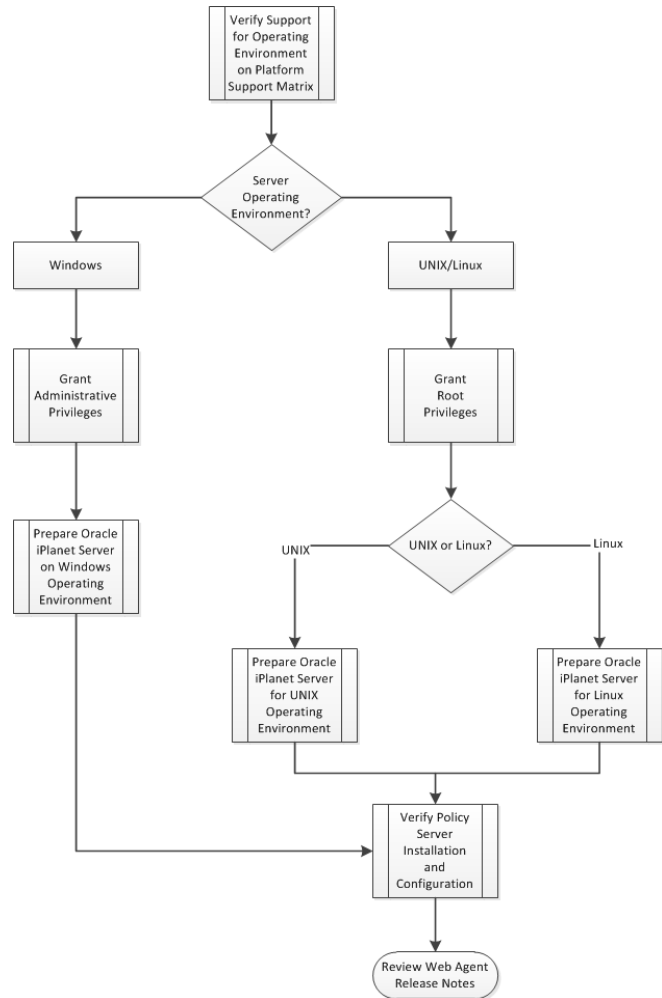 Verify Support
for Operating
Environment
on Platform
Support Matrix
Server
Operating
Environment?
Windows
UNIX/Linux
Grant
Administrative
Privileges
Grant
Root
Privileges
Prepare Oracle
iPlanet Server
on Windows
Operating
Environment
UNIX or Linux?
UNIX
Linux
Prepare Oracle
iPlanet Server
for UNIX
Operating
Environment
Prepare Oracle
iPlanet Server
for Linux
Operating
Environment
Verify Policy
Server
Installation
and
Configuration
Review Web Agent
Release Notes